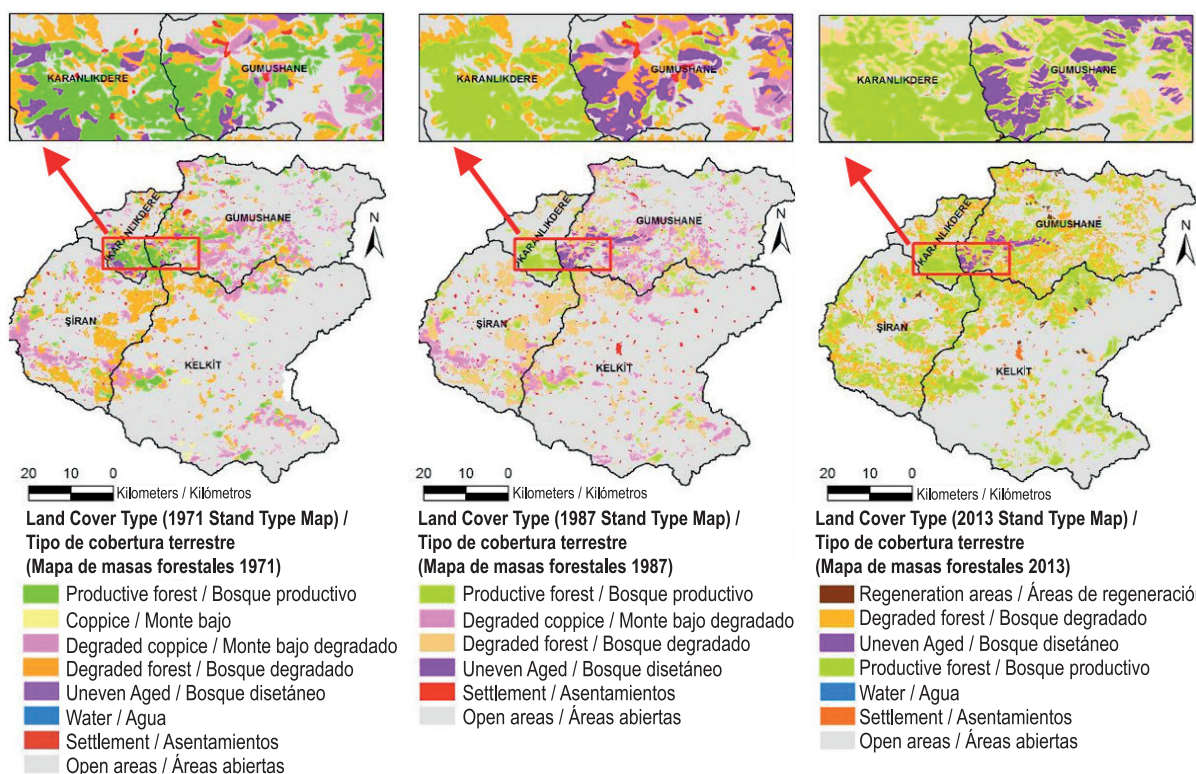 KARANLIKDERE
GUMUSHANE
KARANLIKDERE
GUMUSHANE
KARANLIKDERE
GUMUSHANE
KARANLIKDERE
GUMUSHANE
N
ŞİRAN
KELKİT
KARANLIKDERE
GUMUSHANE
N
ŞİRAN
KELKİT
KARANLIKDERE
GUMUSHANE
N
ŞİRAN
KELKİT
20 10 0
Kilometers / Kilómetros
20 10 0
Kilometers / Kilómetros
20 10 0
Kilometers / Kilómetros
Land Cover Type (1971 Stand Type Map) /
Tipo de cobertura terrestre
(Mapa de masas forestales 1971)
Productive forest / Bosque productivo
Coppice / Monte bajo
Degraded coppice / Monte bajo degradado
Degraded forest / Bosque degradado
Uneven Aged / Bosque disetáneo
Water / Agua
Settlement / Asentamientos
Open areas / Áreas abiertas
Land Cover Type (1987 Stand Type Map) /
Tipo de cobertura terrestre
(Mapa de masas forestales 1987)
Productive forest / Bosque productivo
Degraded coppice / Monte bajo degradado
Degraded forest / Bosque degradado
Uneven Aged / Bosque disetáneo
Settlement / Asentamientos
Open areas / Áreas abiertas
Land Cover Type (2013 Stand Type Map) /
Tipo de cobertura terrestre
(Mapa de masas forestales 2013)
Regeneration areas / Áreas de regeneració
Degraded forest / Bosque degradado
Uneven Aged / Bosque disetáneo
Productive forest / Bosque productivo
Water / Agua
Settlement / Asentamientos
Open areas / Áreas abiertas